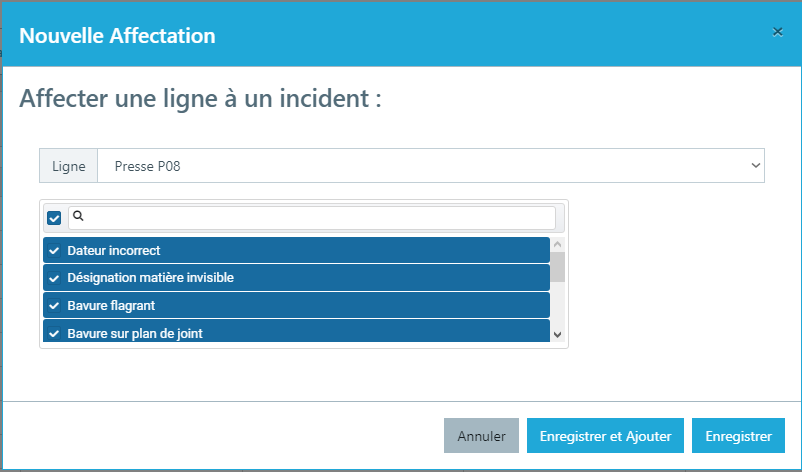 Nouvelle Affectation
×
Affecter une ligne à un incident :
Ligne
Presse P08
Dateur incorrect
Désignation matière invisible
Bavure flagrant
Bavure sur plan de joint
Annuler
Enregistrer et Ajouter
Enregistrer